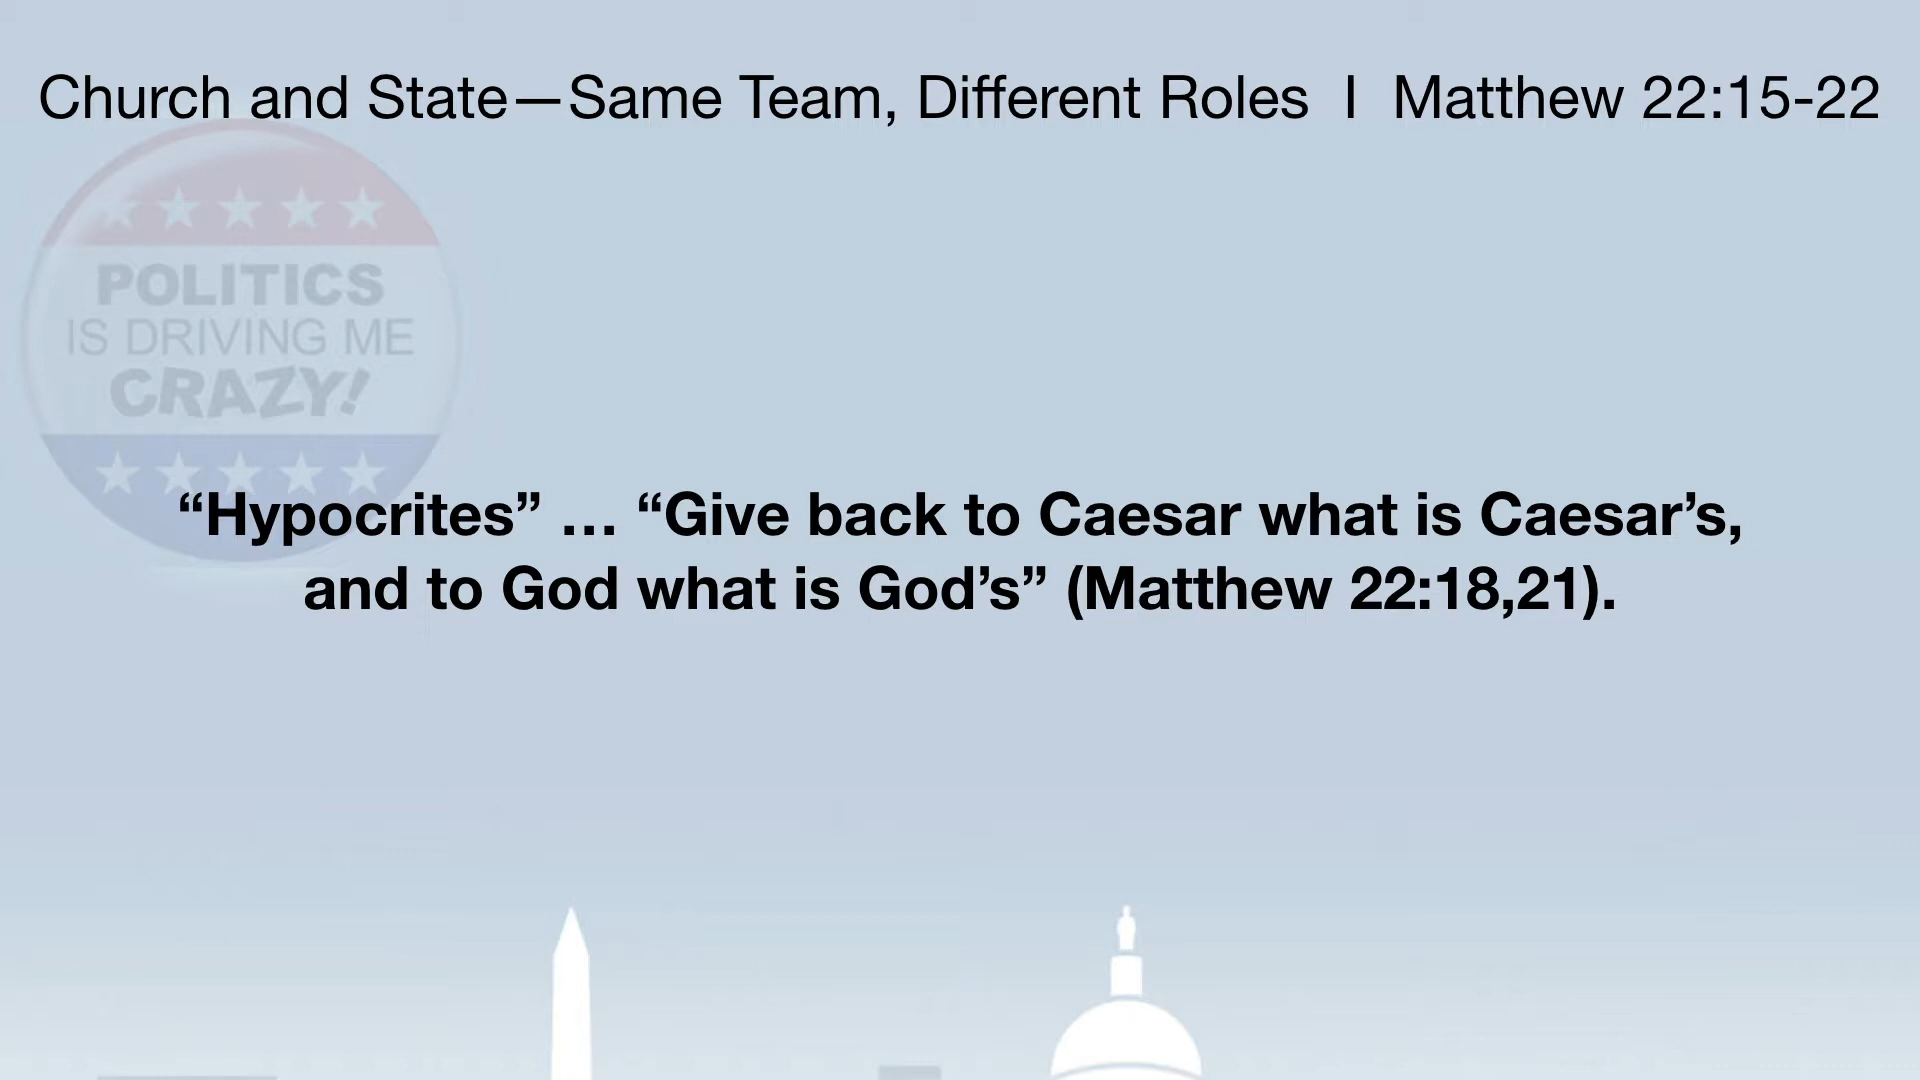 Church and State—Same Team, Different Roles I Matthew 22:15-22
POLITICS
IS DRIVING ME
CRAZY!
“Hypocrites” … “Give back to Caesar what is Caesar’s,
and to God what is God’s” (Matthew 22:18,21).